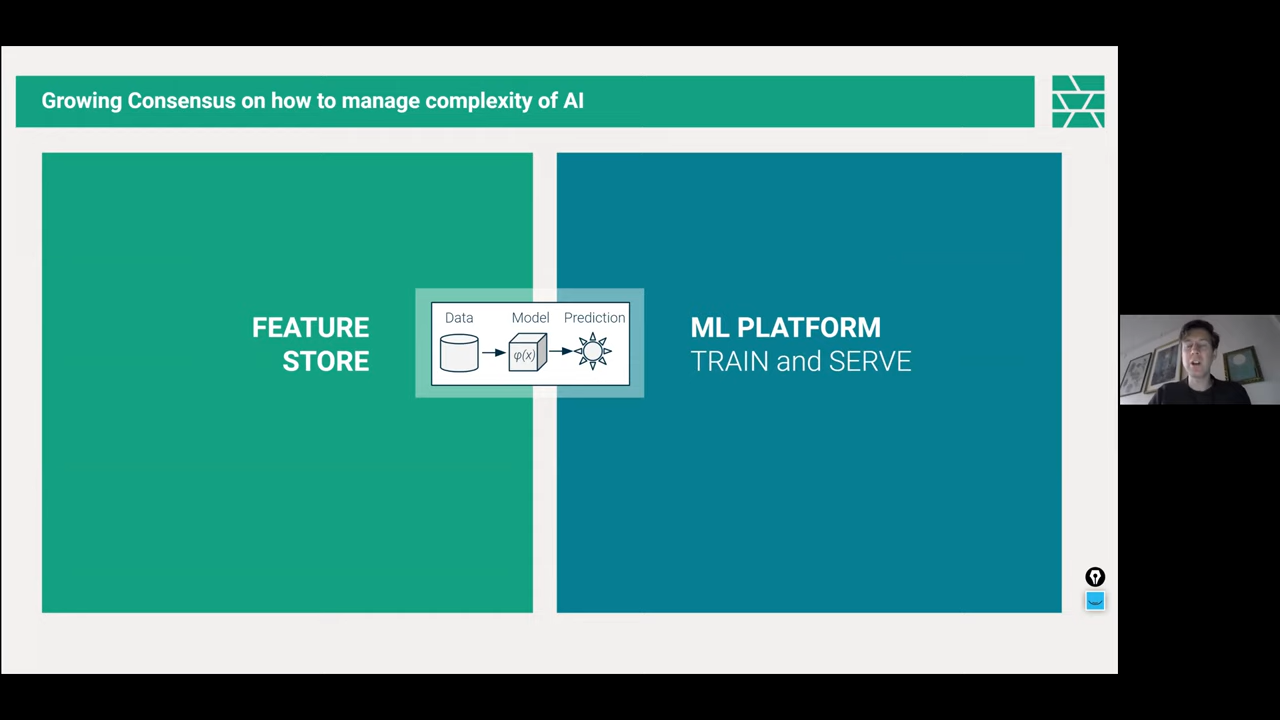 Growing Consensus on how to manage complexity of AI
FEATURE
STORE
Data Model Prediction
φ(x)
ML PLATFORM
TRAIN and SERVE